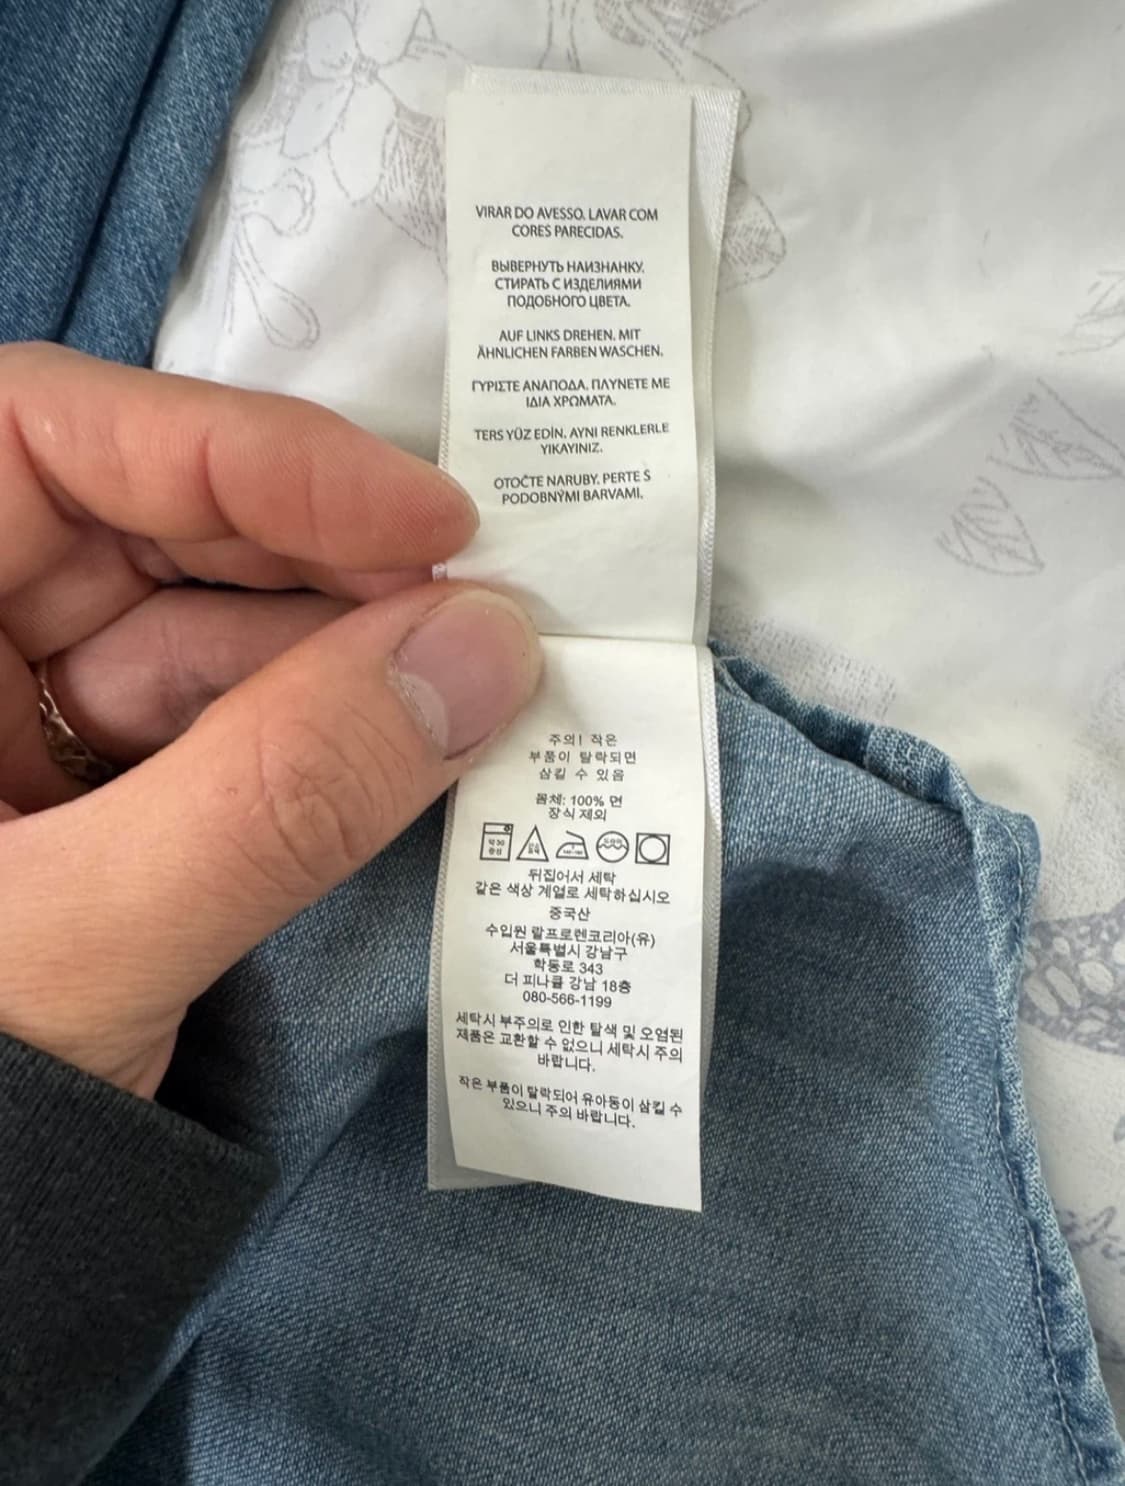 VIRAR DO AVESSO. LAVAR COM
CORES PARECIDAS.
ВЫВЕРНУТЬ НАИЗНАНКУ.
СТИРАТЬ С ИЗДЕЛИЯМИ
ПОДОБНОГО ЦВЕТА.
AUF LINKS DREHEN. MIT
ÄHNLICHEN FARBEN WASCHEN.
ΓΥΡΙΣΤΕ ΑΝΑΠΟΔΑ. ΠΛΥΝΕΤΕ ΜΕ
ΙΔΙΑ ΧΡΩΜΑΤΑ.
TERS YÜZ EDİN. AYNI RENKLERLE
YIKAYINIZ.
OTOČTE NARUBY. PERTE S
PODOBNÝMI BARVAMI.
주의! 작은
부품이 탈락되면
삼킬 수 있음
몸체: 100% 면
장식 제외
약 30
중성
뒤집어서 세탁
같은 색상 계열로 세탁하십시오
중국산
수입원 랄프로렌코리아(유)
서울특별시 강남구
학동로 343
더 피나클 강남 18층
080-566-1199
세탁시 부주의로 인한 탈색 및 오염된
제품은 교환할 수 없으니 세탁시 주의
바랍니다.
작은 부품이 탈락되어 유아동이 삼킬 수
있으니 주의 바랍니다.